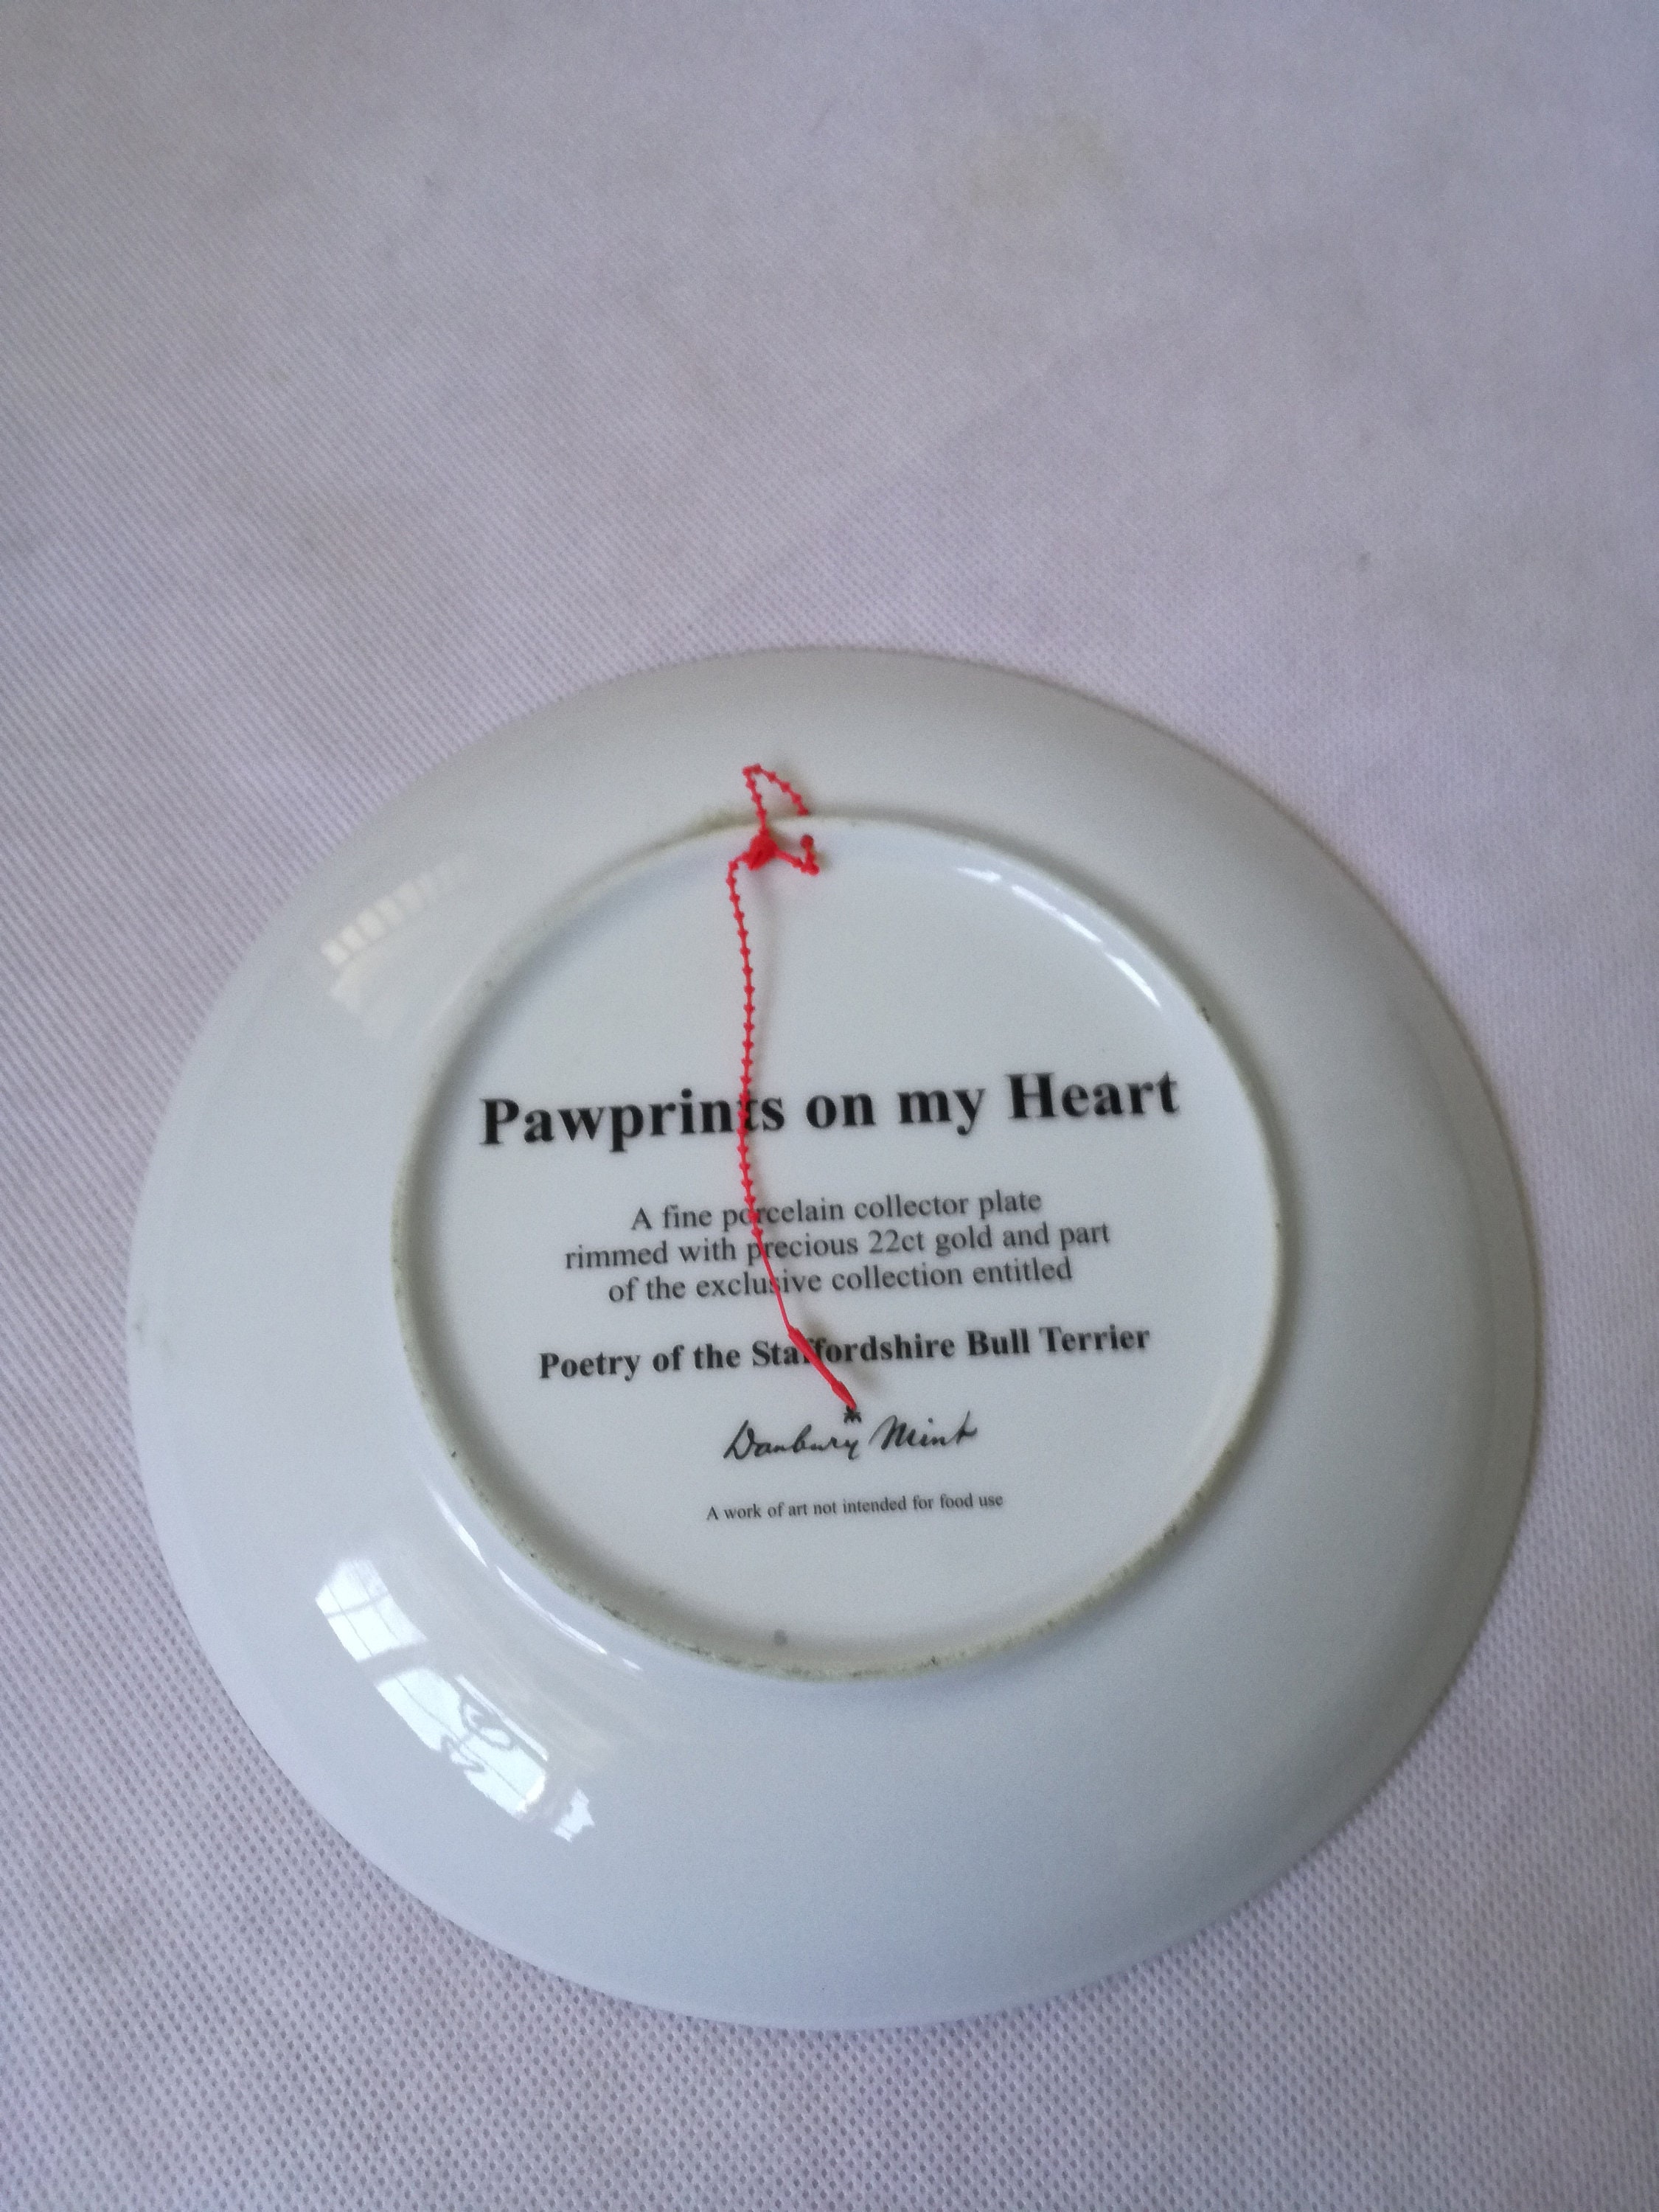 Pawprints on my Heart
A fine porcelain collector plate
rimmed with precious 22ct gold and part
of the exclusive collection entitled
Poetry of the Staffordshire Bull Terrier
Danbury Mint
A work of art not intended for food use